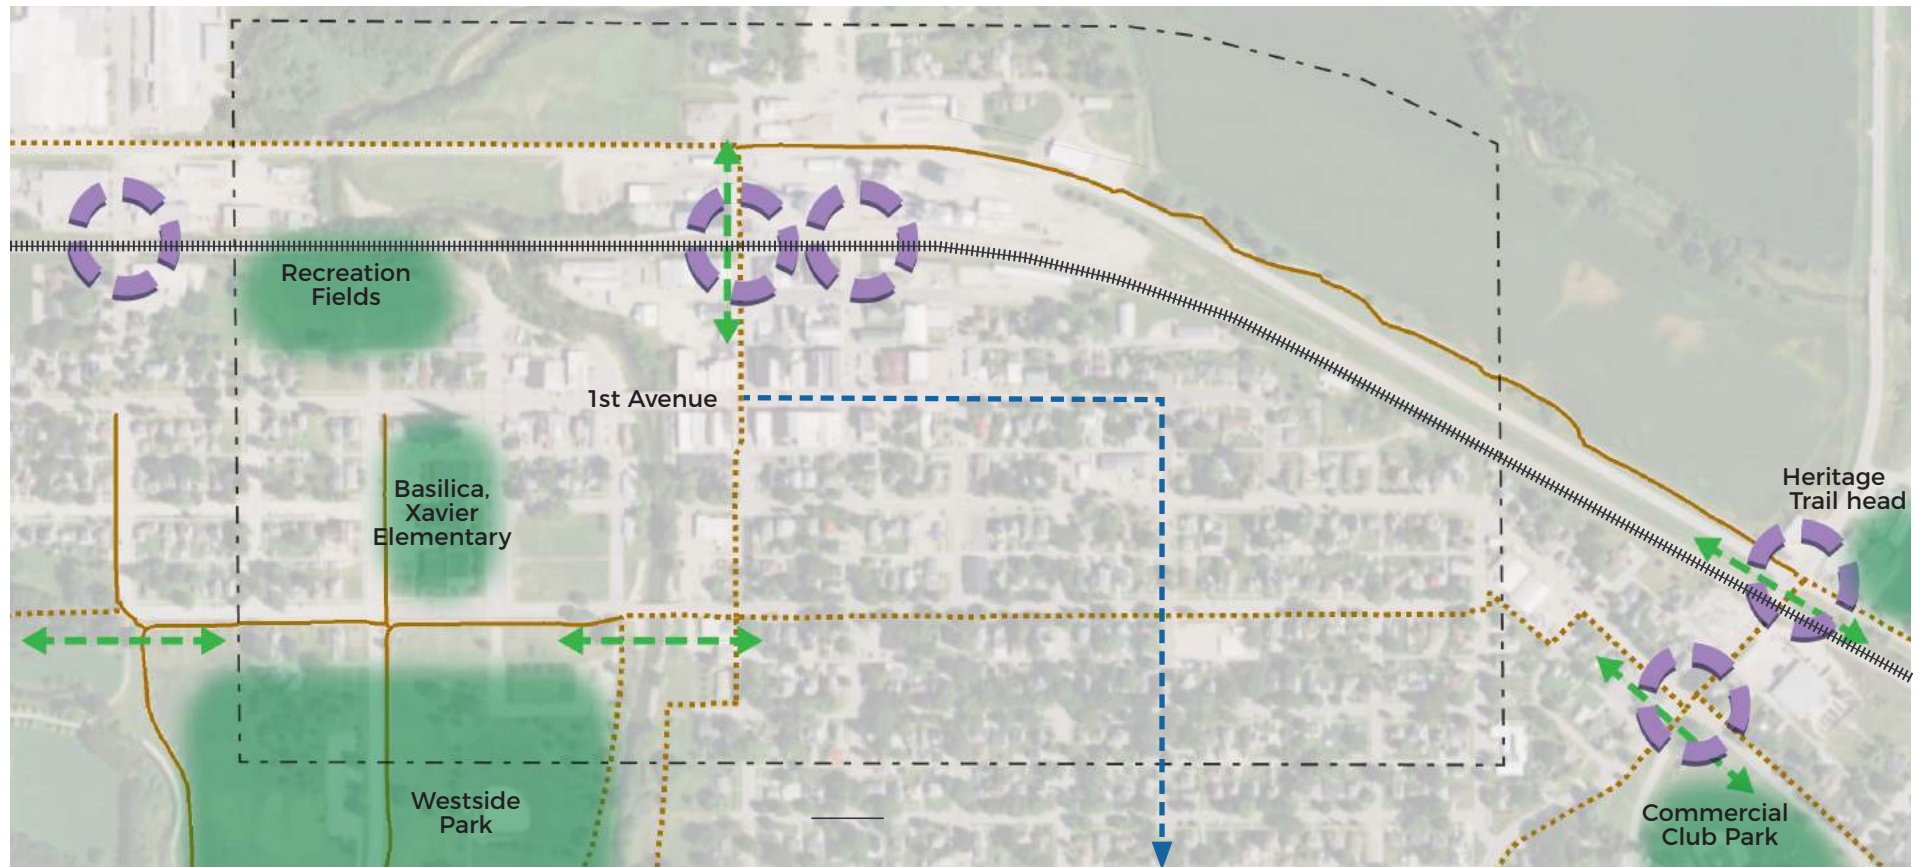 Recreation
Fields
1st Avenue
Basilica,
Xavier
Elementary
Heritage
Trail head
Westside
Park
Commercial
Club Park